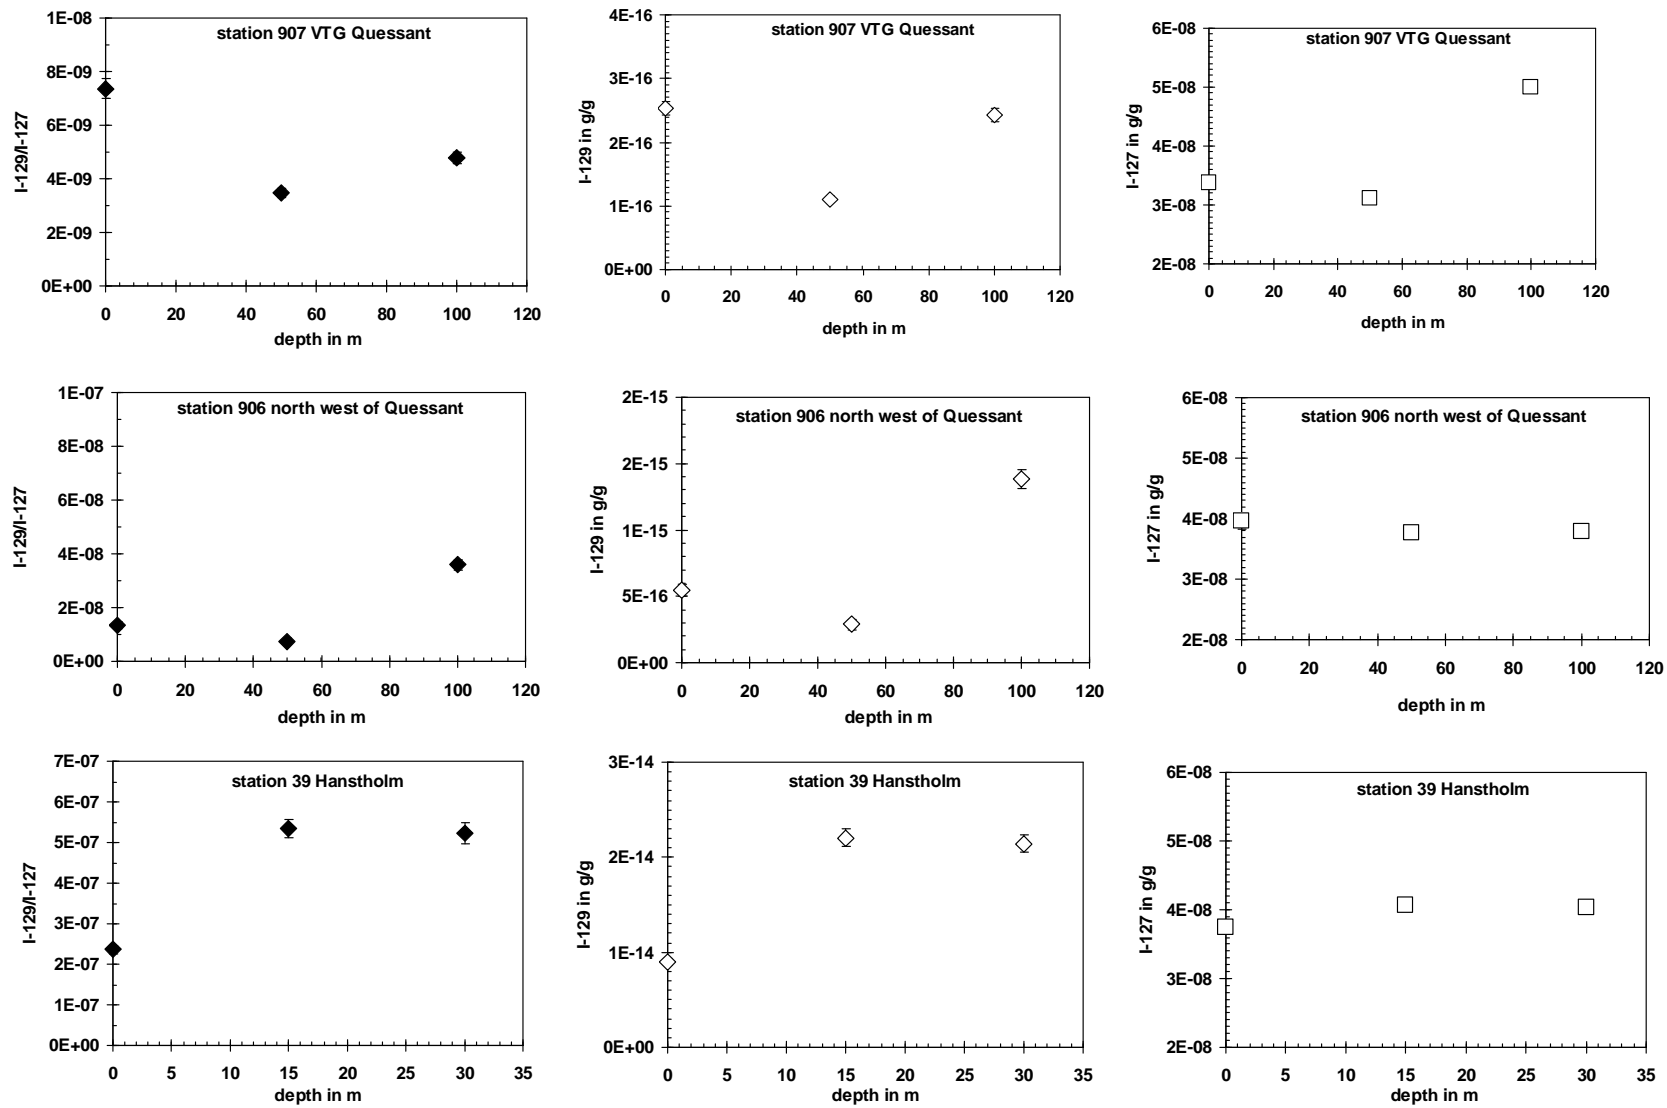 station 907 VTG Quessant
I-129/I-127
1E-08
8E-09
6E-09
4E-09
2E-09
0E+00
0 20 40 60 80 100 120
depth in m
station 907 VTG Quessant
I-129 in g/g
4E-16
3E-16
2E-16
1E-16
0E+00
0 20 40 60 80 100 120
depth in m
station 907 VTG Quessant
I-127 in g/g
6E-08
5E-08
4E-08
3E-08
2E-08
0 20 40 60 80 100 120
depth in m
station 906 north west of Quessant
I-129/I-127
1E-07
8E-08
6E-08
4E-08
2E-08
0E+00
0 20 40 60 80 100 120
depth in m
station 906 north west of Quessant
I-129 in g/g
2E-15
2E-15
1E-15
5E-16
0E+00
0 20 40 60 80 100 120
depth in m
station 906 north west of Quessant
I-127 in g/g
6E-08
5E-08
4E-08
3E-08
2E-08
0 20 40 60 80 100 120
depth in m
station 39 Hanstholm
I-129/I-127
7E-07
6E-07
5E-07
4E-07
3E-07
2E-07
1E-07
0E+00
0 5 10 15 20 25 30 35
depth in m
station 39 Hanstholm
I-129 in g/g
3E-14
2E-14
1E-14
0E+00
0 5 10 15 20 25 30 35
depth in m
station 39 Hanstholm
I-127 in g/g
6E-08
5E-08
4E-08
3E-08
2E-08
0 5 10 15 20 25 30 35
depth in m